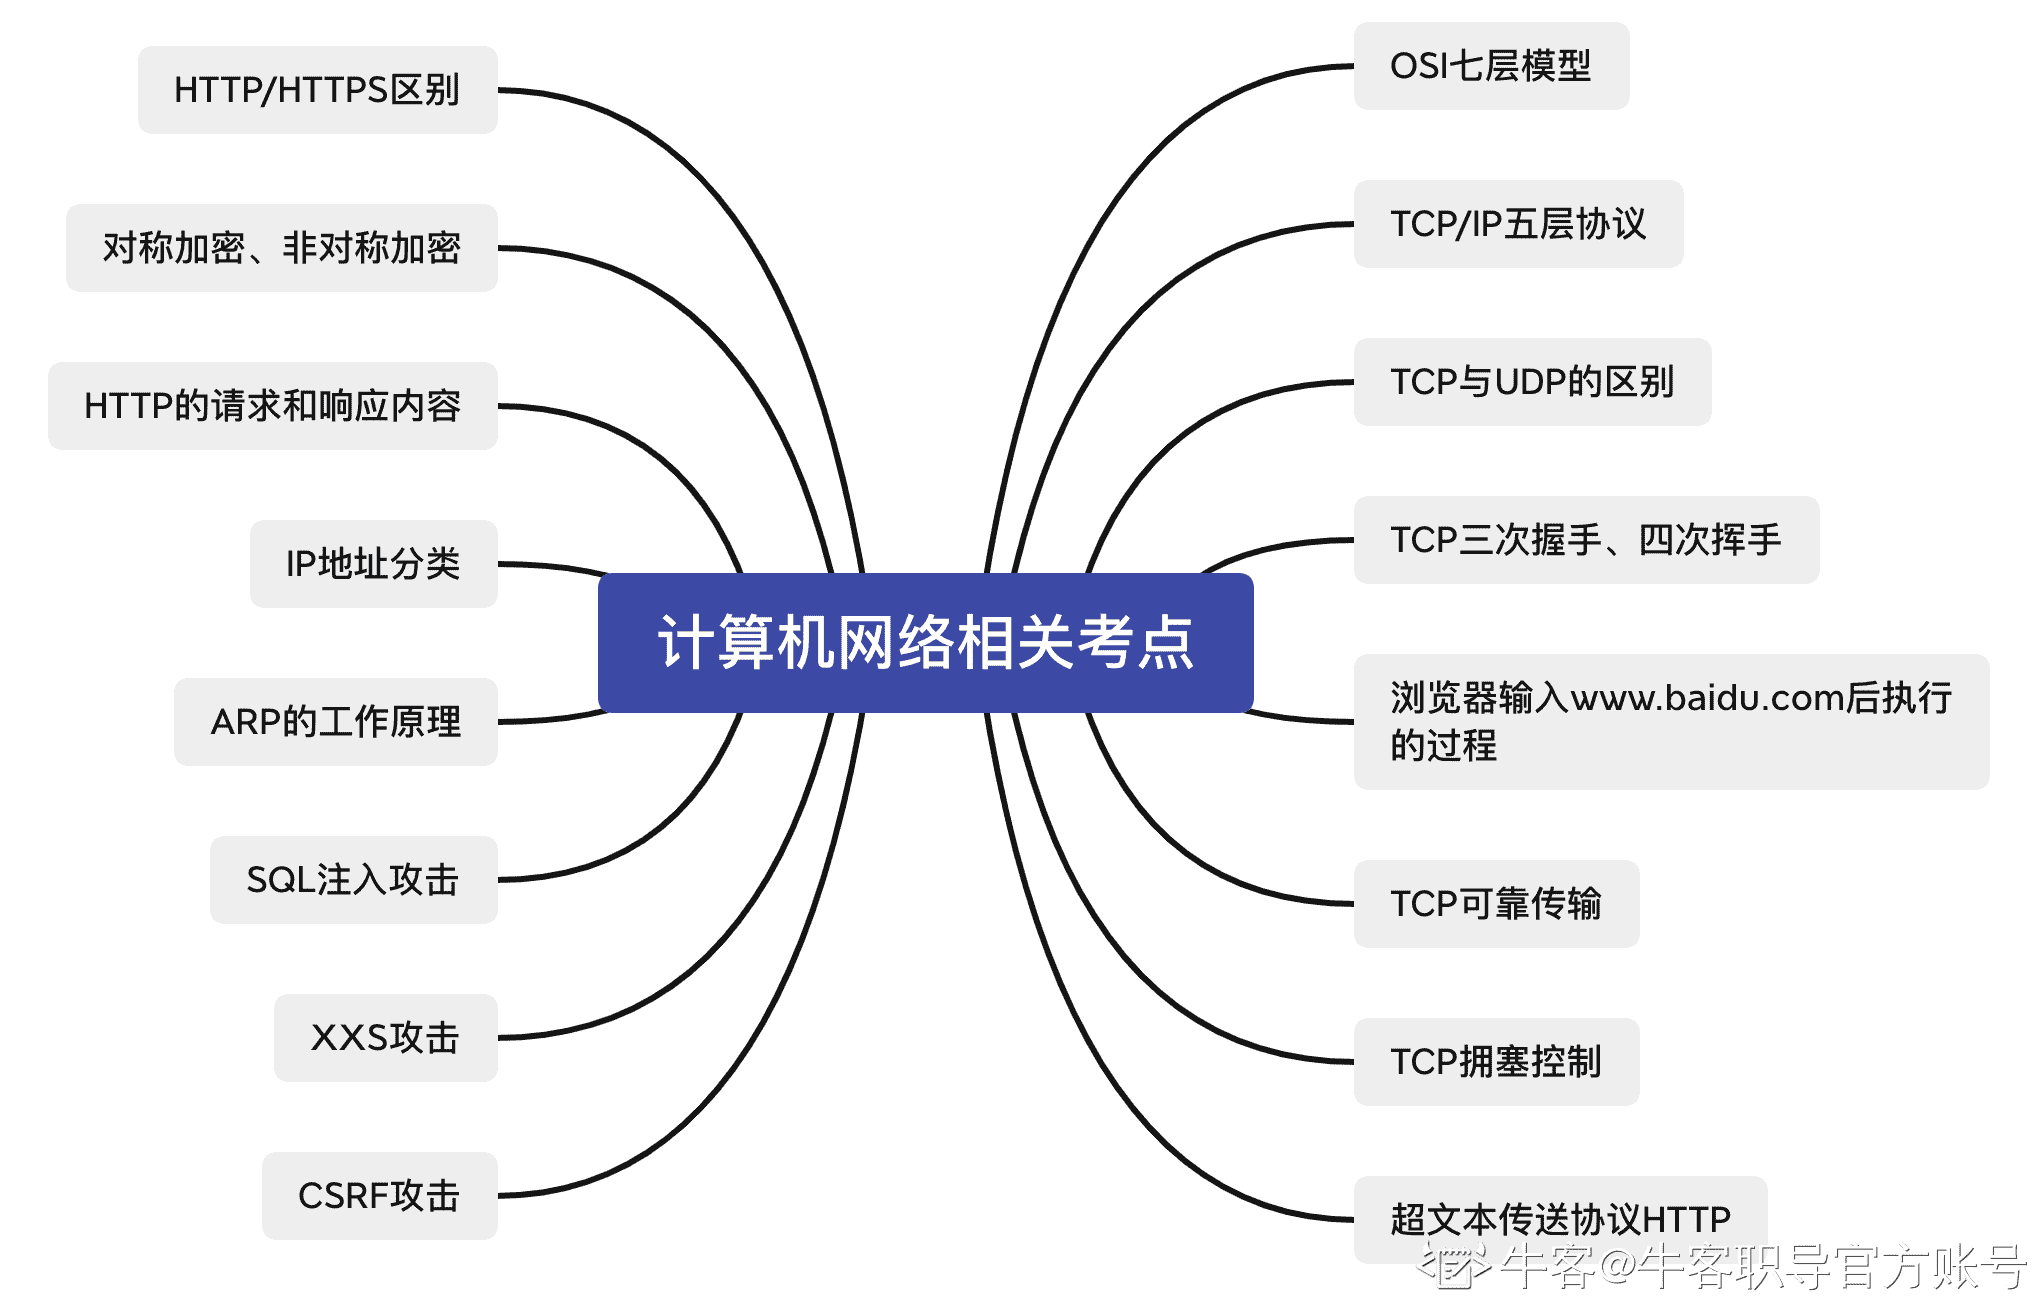 计算机网络相关考点
HTTP/HTTPS区别
对称加密、非对称加密
HTTP的请求和响应内容
IP地址分类
ARP的工作原理
SQL注入攻击
XXS攻击
CSRF攻击
OSI七层模型
TCP/IP五层协议
TCP与UDP的区别
TCP三次握手、四次挥手
浏览器输入www.baidu.com后执行
的过程
TCP可靠传输
TCP拥塞控制
超文本传送协议HTTP
牛客@牛客职导官方账号